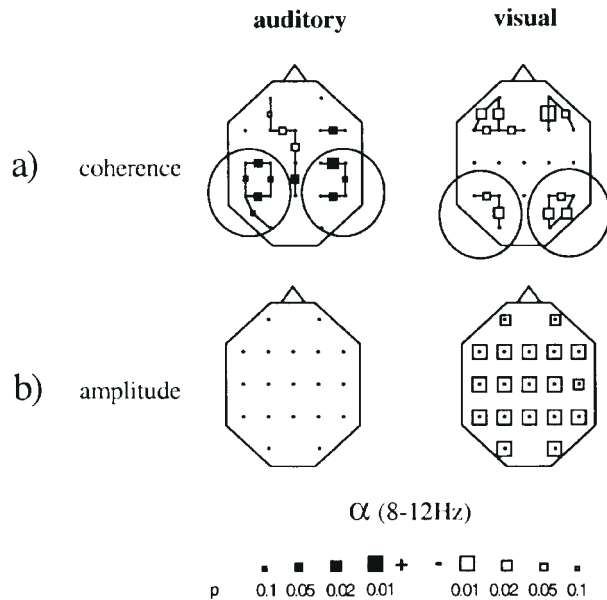 auditory visual
a) coherence
b) amplitude
α (8-12Hz)
+ -
p 0.1 0.05 0.02 0.01 0.01 0.02 0.05 0.1